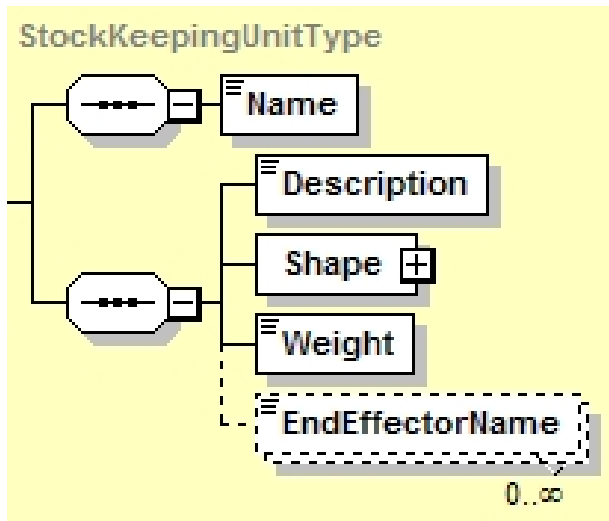 StockKeepingUnitType
Name
Description
Shape
Weight
EndEffectorName
0..∞